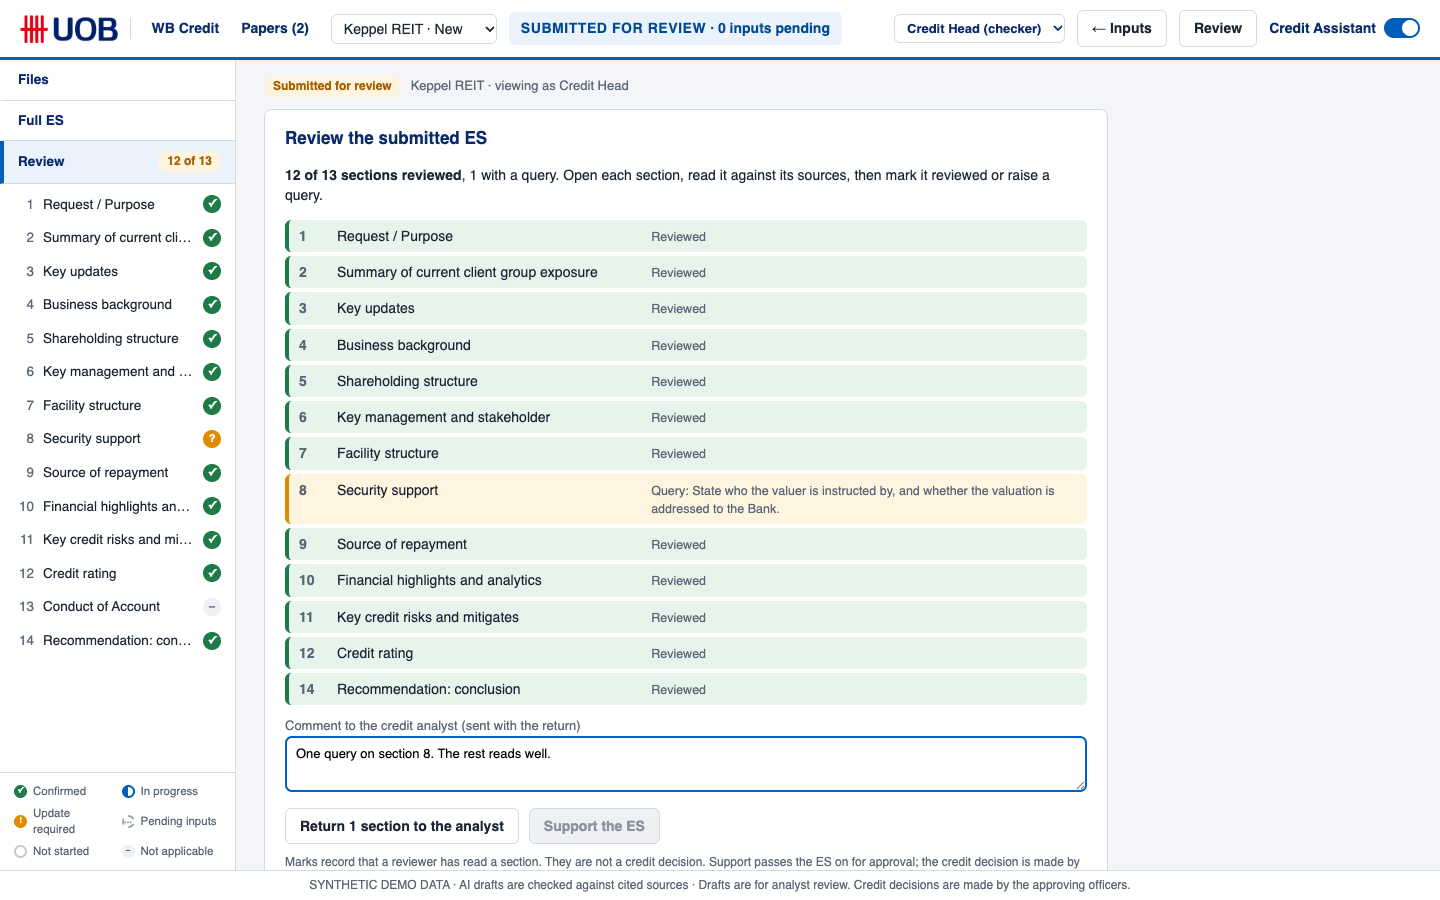 UOB
WB Credit
Papers (2)
Keppel REIT · New
SUBMITTED FOR REVIEW · 0 inputs pending
Credit Head (checker)
← Inputs
Review
Credit Assistant
Files
Full ES
Review
12 of 13
1 Request / Purpose
2 Summary of current cli...
3 Key updates
4 Business background
5 Shareholding structure
6 Key management and ...
7 Facility structure
8 Security support ?
9 Source of repayment
10 Financial highlights an...
11 Key credit risks and mi...
12 Credit rating
13 Conduct of Account –
14 Recommendation: con...
Confirmed
In progress
! Update
required
Pending inputs
Not started
– Not applicable
Submitted for review
Keppel REIT · viewing as Credit Head
Review the submitted ES
12 of 13 sections reviewed, 1 with a query. Open each section, read it against its sources, then mark it reviewed or raise a
query.
1 Request / Purpose Reviewed
2 Summary of current client group exposure Reviewed
3 Key updates Reviewed
4 Business background Reviewed
5 Shareholding structure Reviewed
6 Key management and stakeholder Reviewed
7 Facility structure Reviewed
8 Security support Query: State who the valuer is instructed by, and whether the valuation is
addressed to the Bank.
9 Source of repayment Reviewed
10 Financial highlights and analytics Reviewed
11 Key credit risks and mitigates Reviewed
12 Credit rating Reviewed
14 Recommendation: conclusion Reviewed
Comment to the credit analyst (sent with the return)
One query on section 8. The rest reads well.
Return 1 section to the analyst
Support the ES
Marks record that a reviewer has read a section. They are not a credit decision. Support passes the ES on for approval; the credit decision is made by
SYNTHETIC DEMO DATA · AI drafts are checked against cited sources · Drafts are for analyst review. Credit decisions are made by the approving officers.